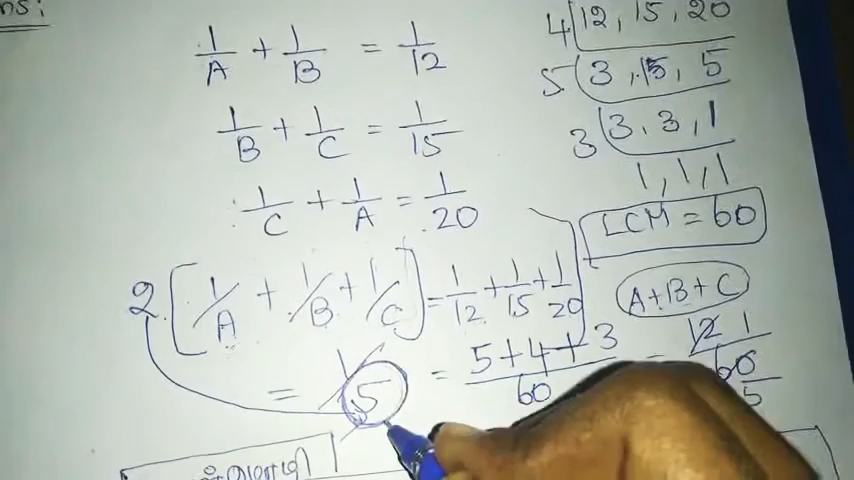 ns:
1/A + 1/B = 1/12
1/B + 1/C = 1/15
1/C + 1/A = 1/20
2 [1/A + 1/B + 1/C] = 1/12 + 1/15 + 1/20
= 1/5 = 5+4+3/60 = 12/60 1/5
4 12, 15, 20
5 3, 15, 5
3 3, 3, 1
1, 1, 1
LCM = 60
A+B+C